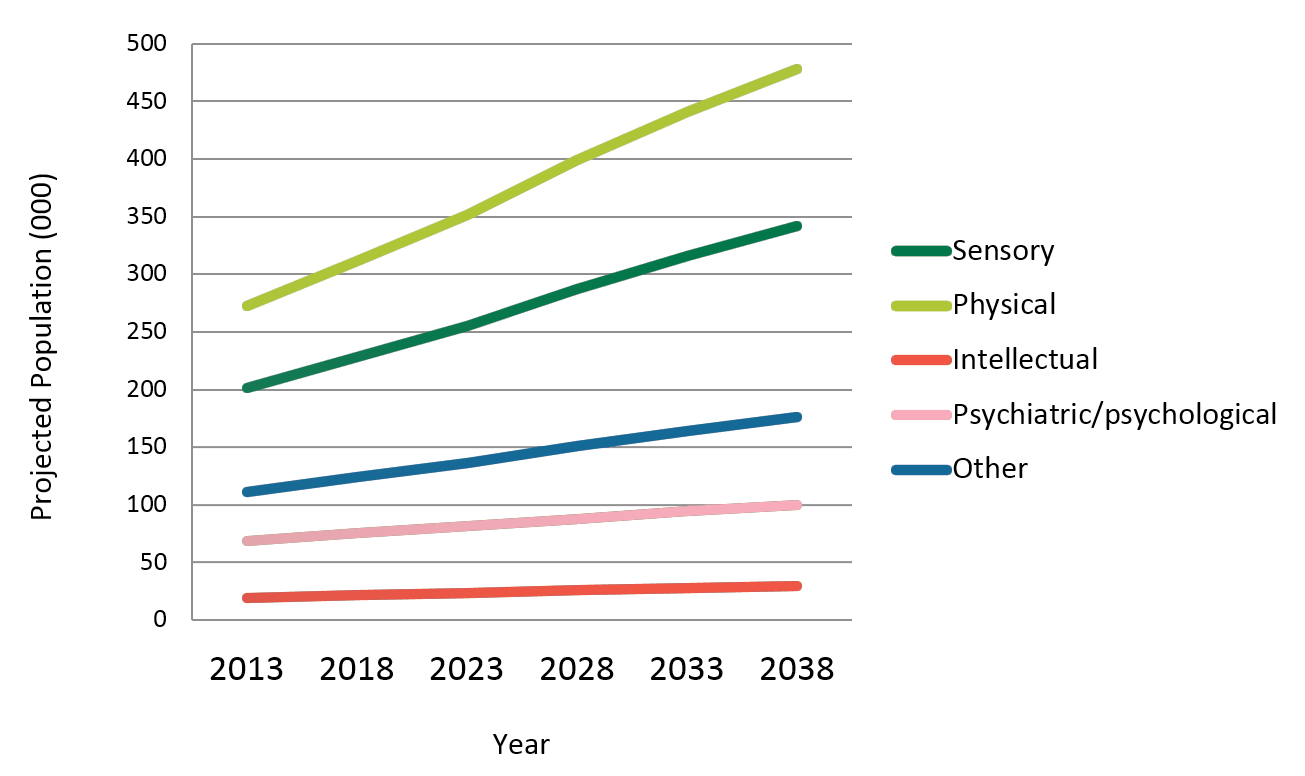 500
450
400
350
300
250
200
150
100
50
0
Projected Population (000)
2013 2018 2023 2028 2033 2038
Year
Sensory
Physical
Intellectual
Psychiatric/psychological
Other